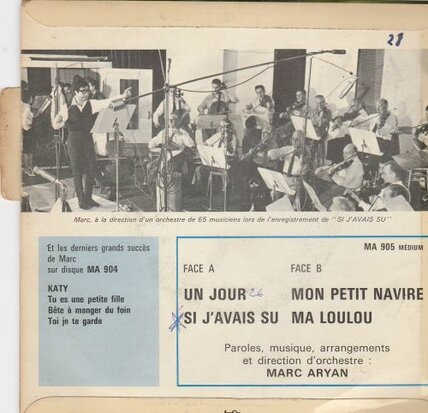 28
Marc, à la direction d'un orchestre de 65 musiciens lors de l'enregistrement de "SI J'AVAIS SU"
Et les derniers grands succès
de Marc
sur disque MA 904
KATY
Tu es une petite fille
Bête à manger du foin
Toi je te garde
MA 905 MEDIUM
FACE A
FACE B
UN JOUR 26
MON PETIT NAVIRE
SI J'AVAIS SU
MA LOULOU
Paroles, musique, arrangements
et direction d'orchestre :
MARC ARYAN